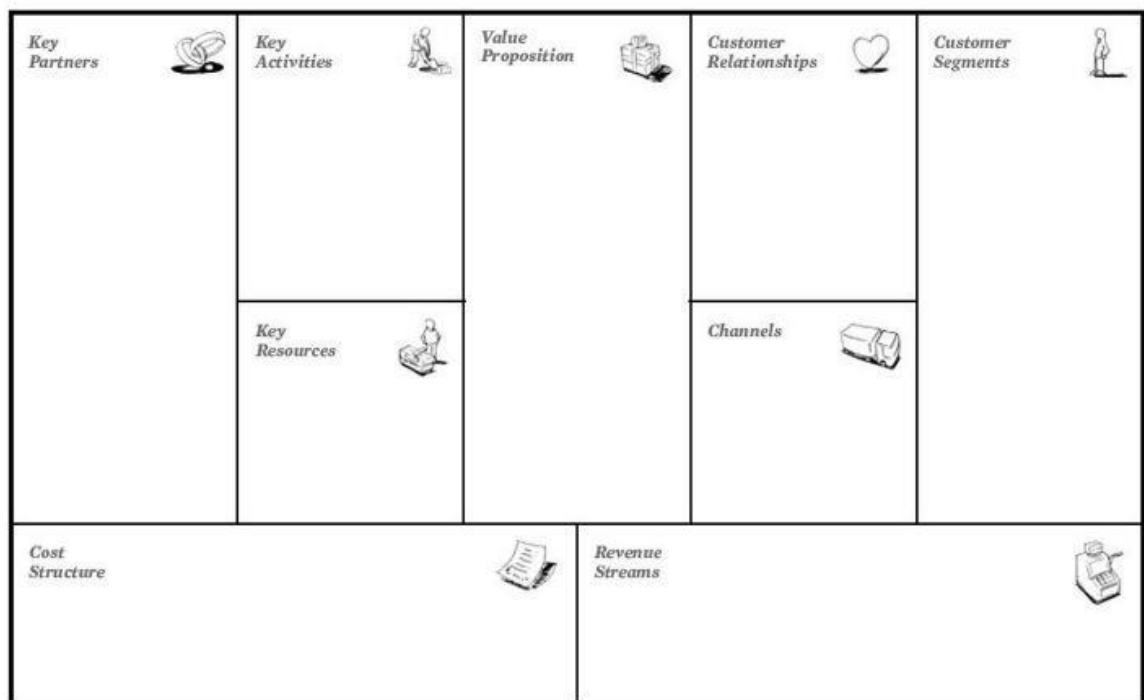 Key
Partners
Key
Activities
Value
Proposition
Customer
Relationships
Customer
Segments
Key
Resources
Channels
Cost
Structure
Revenue
Streams